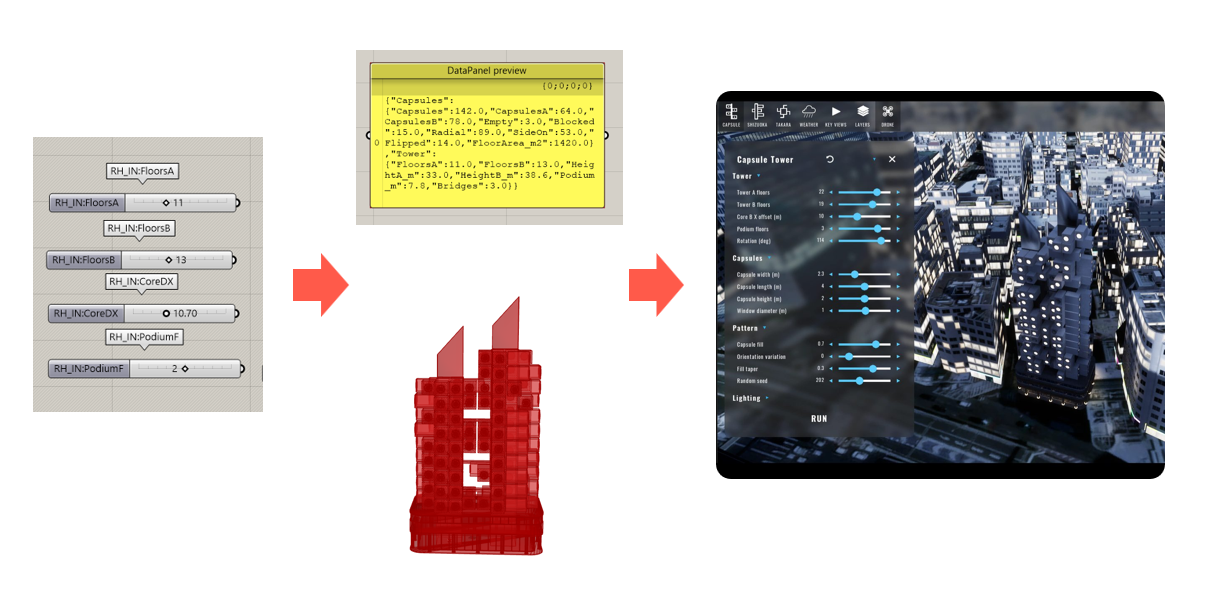 RH_IN:FloorsA
RH_IN:FloorsA 11
RH_IN:FloorsB
RH_IN:FloorsB 13
RH_IN:CoreDX
RH_IN:CoreDX 10.70
RH_IN:PodiumF
RH_IN:PodiumF 2
DataPanel preview
{0;0;0;0}
{"Capsules":
{"Capsules":142.0,"CapsulesA":64.0,"
CapsulesB":78.0,"Empty":3.0,"Blocked
":15.0,"Radial":89.0,"SideOn":53.0,"
0 Flipped":14.0,"FloorArea_m2":1420.0}
,"Tower":
{"FloorsA":11.0,"FloorsB":13.0,"Heig
htA_m":33.0,"HeightB_m":38.6,"Podium
_m":7.8,"Bridges":3.0}}
CAPSULE SHIZUOKA TAKARA WEATHER KEY VIEWS LAYERS DRONE
Capsule Tower
Tower
Tower A floors 22
Tower B floors 19
Core B X offset (m) 10
Podium floors 3
Rotation (deg) 114
Capsules
Capsule width (m) 2.3
Capsule length (m) 4
Capsule height (m) 2
Window diameter (m) 1
Pattern
Capsule fill 0.7
Orientation variation 0
Fill taper 0.3
Random seed 202
Lighting
RUN